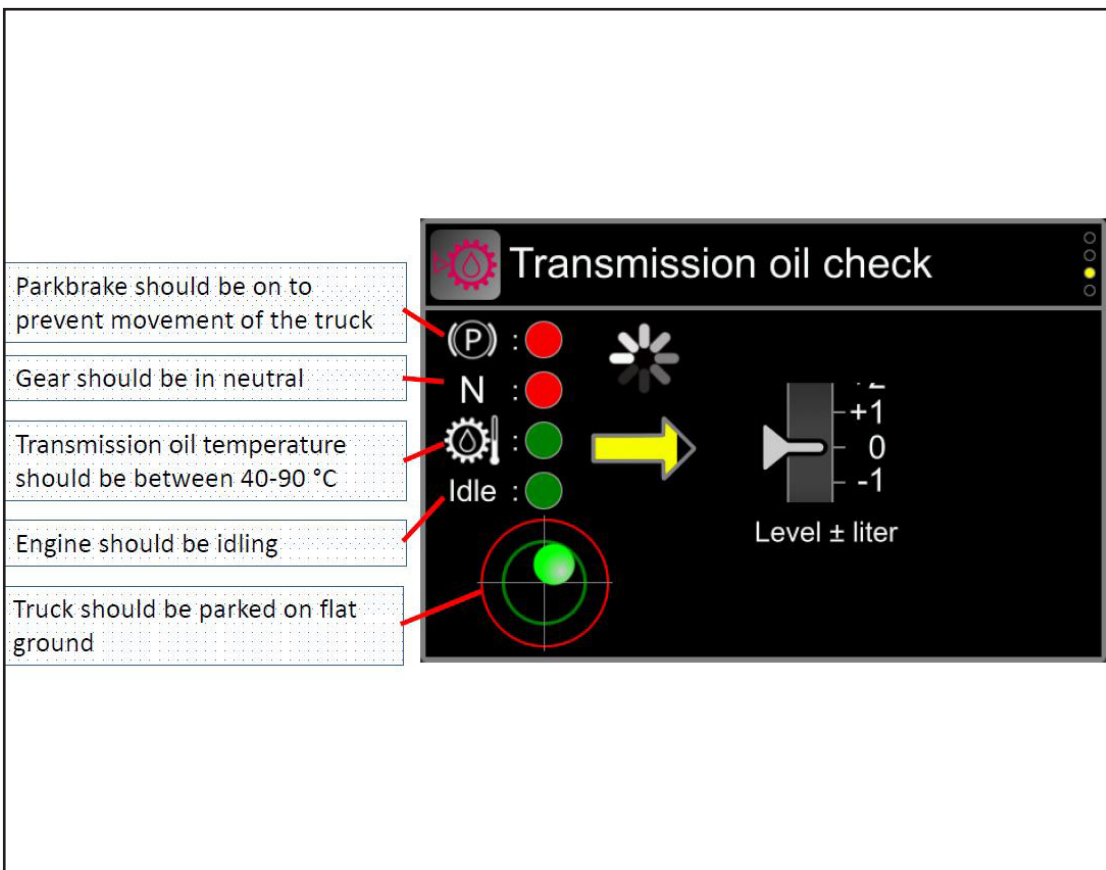 Transmission oil check
Parkbrake should be on to
prevent movement of the truck
(P) :
Gear should be in neutral
N :
Transmission oil temperature
should be between 40-90 °C
:
Engine should be idling
Idle :
Truck should be parked on flat
ground
+1
0
-1
Level ± liter